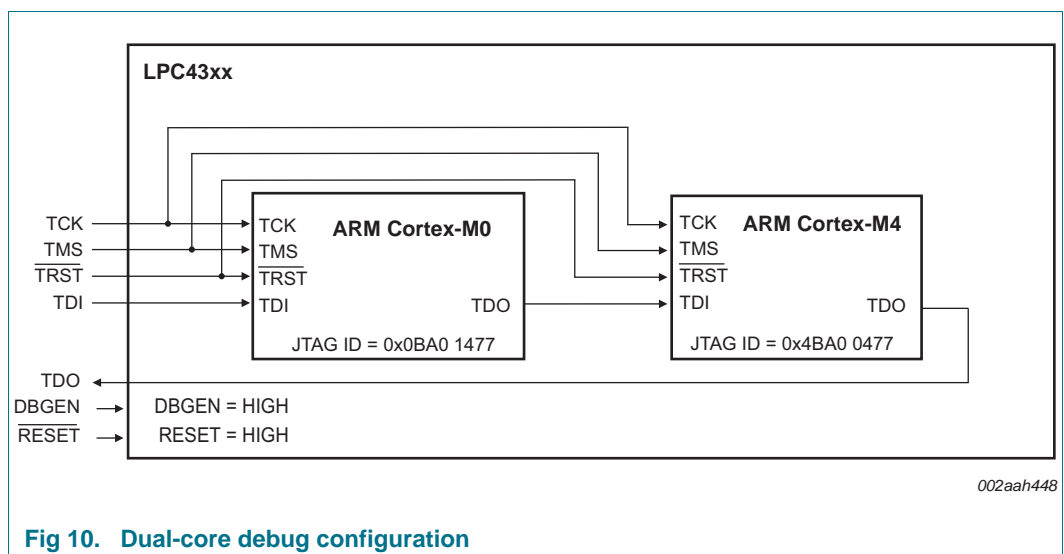 LPC43xx
TCK
TMS
TRST
TDI
TDO
DBGEN
RESET
TCK
TMS
TRST
TDI
ARM Cortex-M0
TDO
JTAG ID = 0x0BA0 1477
TCK
TMS
TRST
TDI
ARM Cortex-M4
TDO
JTAG ID = 0x4BA0 0477
DBGEN = HIGH
RESET = HIGH
002aah448
Fig 10. Dual-core debug configuration